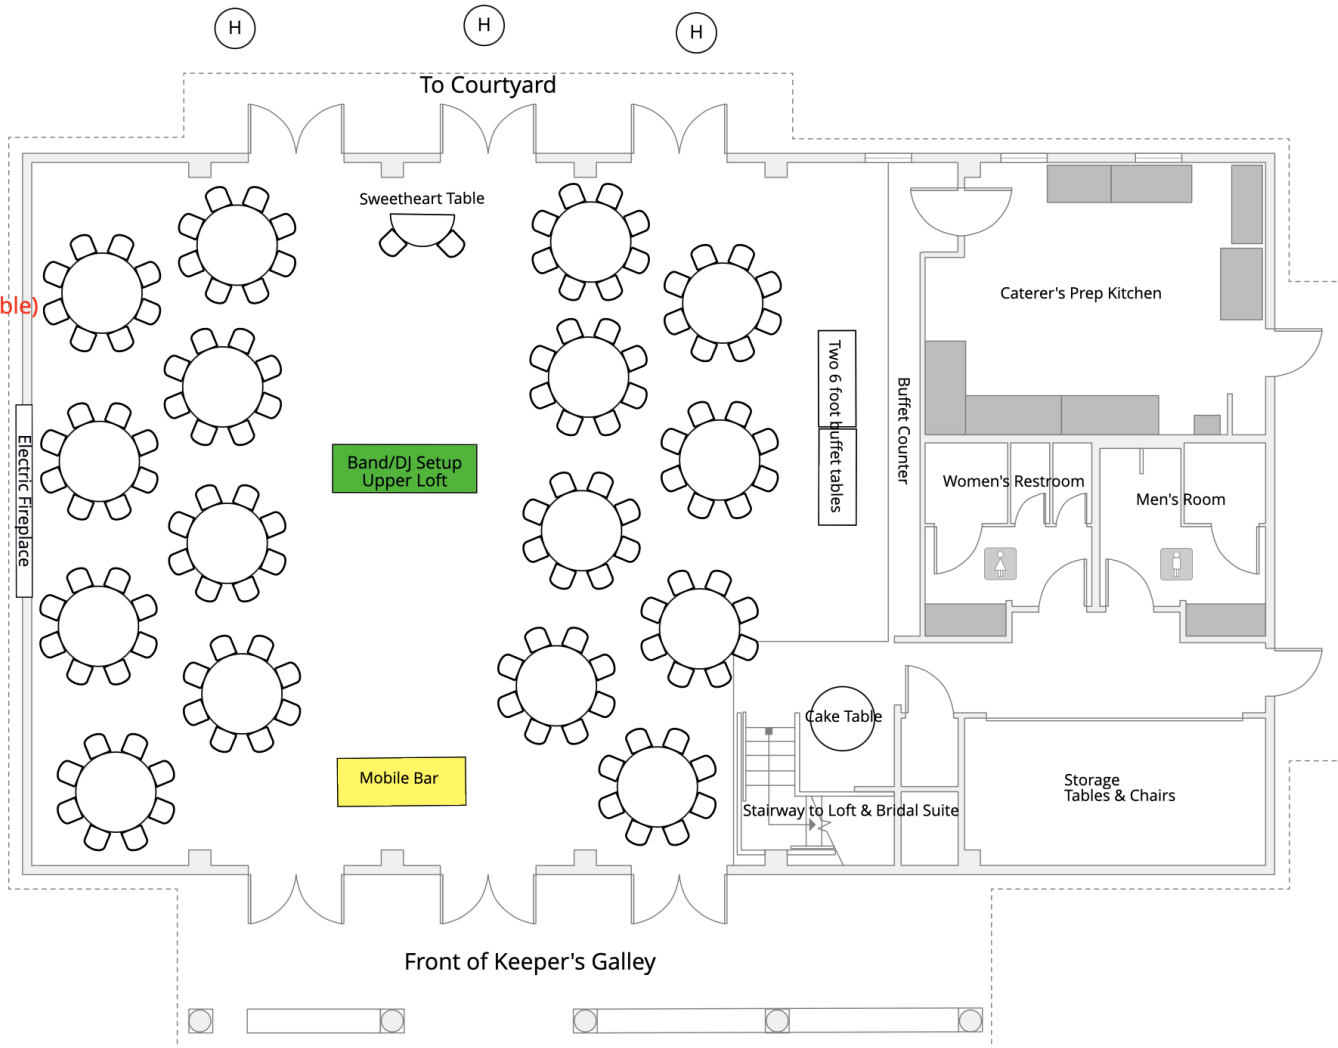 H
H
H
To Courtyard
Sweetheart Table
ble)
Caterer's Prep Kitchen
Two 6 foot buffet tables
Buffet Counter
Electric Fireplace
Band/DJ Setup
Upper Loft
Women's Restroom
Men's Room
Cake Table
Mobile Bar
Storage
Tables & Chairs
Stairway to Loft & Bridal Suite
Front of Keeper's Galley